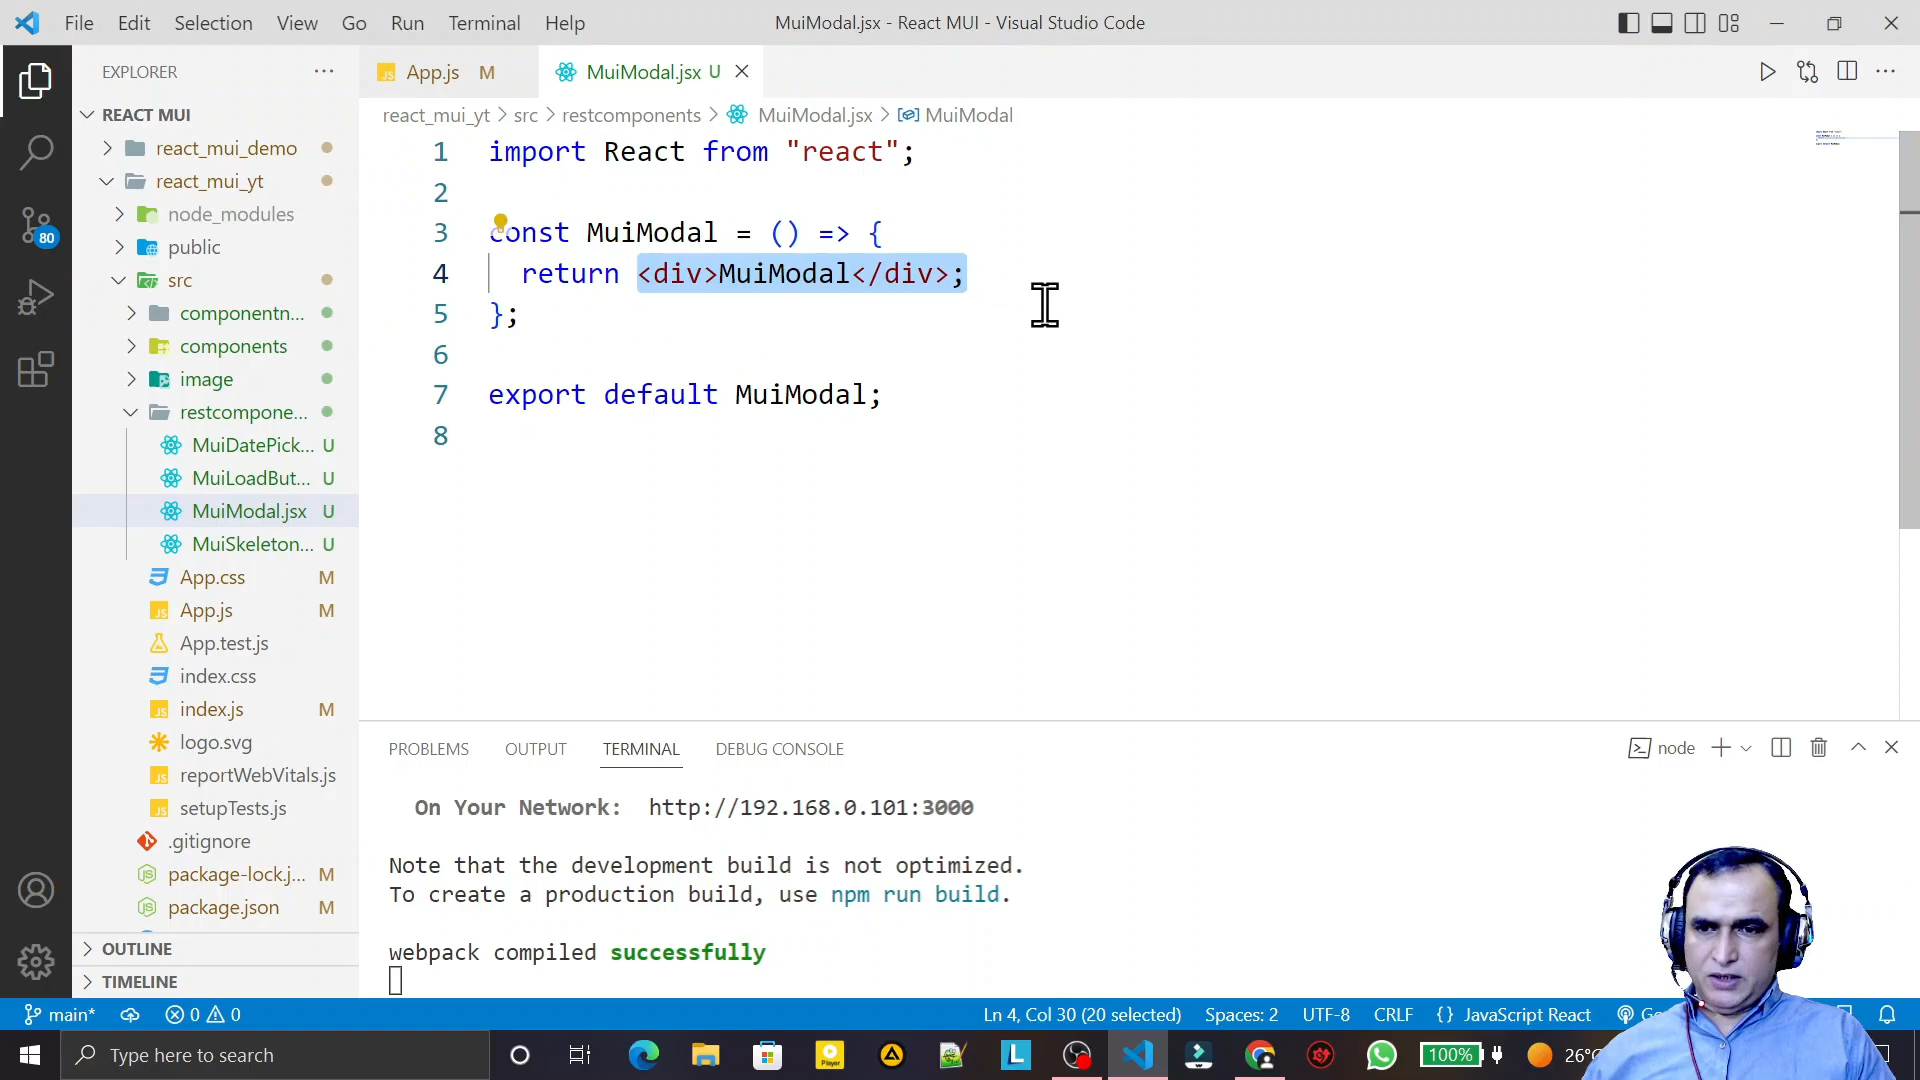 File Edit Selection View Go Run Terminal Help MuiModal.jsx - React MUI - Visual Studio Code
EXPLORER
App.js M MuiModal.jsx U
REACT MUI
react_mui_yt > src > restcomponents > MuiModal.jsx > MuiModal
react_mui_demo
react_mui_yt
node_modules
public
src
componentn...
components
image
restcompone...
MuiDatePick... U
MuiLoadBut... U
MuiModal.jsx U
MuiSkeleton... U
App.css M
App.js M
App.test.js
index.css
index.js M
logo.svg
reportWebVitals.js
setupTests.js
.gitignore
package-lock.j... M
package.json M
OUTLINE
TIMELINE
80
1 import React from "react";
2
3 const MuiModal = () => {
4 return <div>MuiModal</div>;
5 };
6
7 export default MuiModal;
8
PROBLEMS OUTPUT TERMINAL DEBUG CONSOLE node
On Your Network: http://192.168.0.101:3000
Note that the development build is not optimized.
To create a production build, use npm run build.
webpack compiled successfully
main* 0 0 Ln 4, Col 30 (20 selected) Spaces: 2 UTF-8 CRLF {} JavaScript React
Type here to search 100% 26°